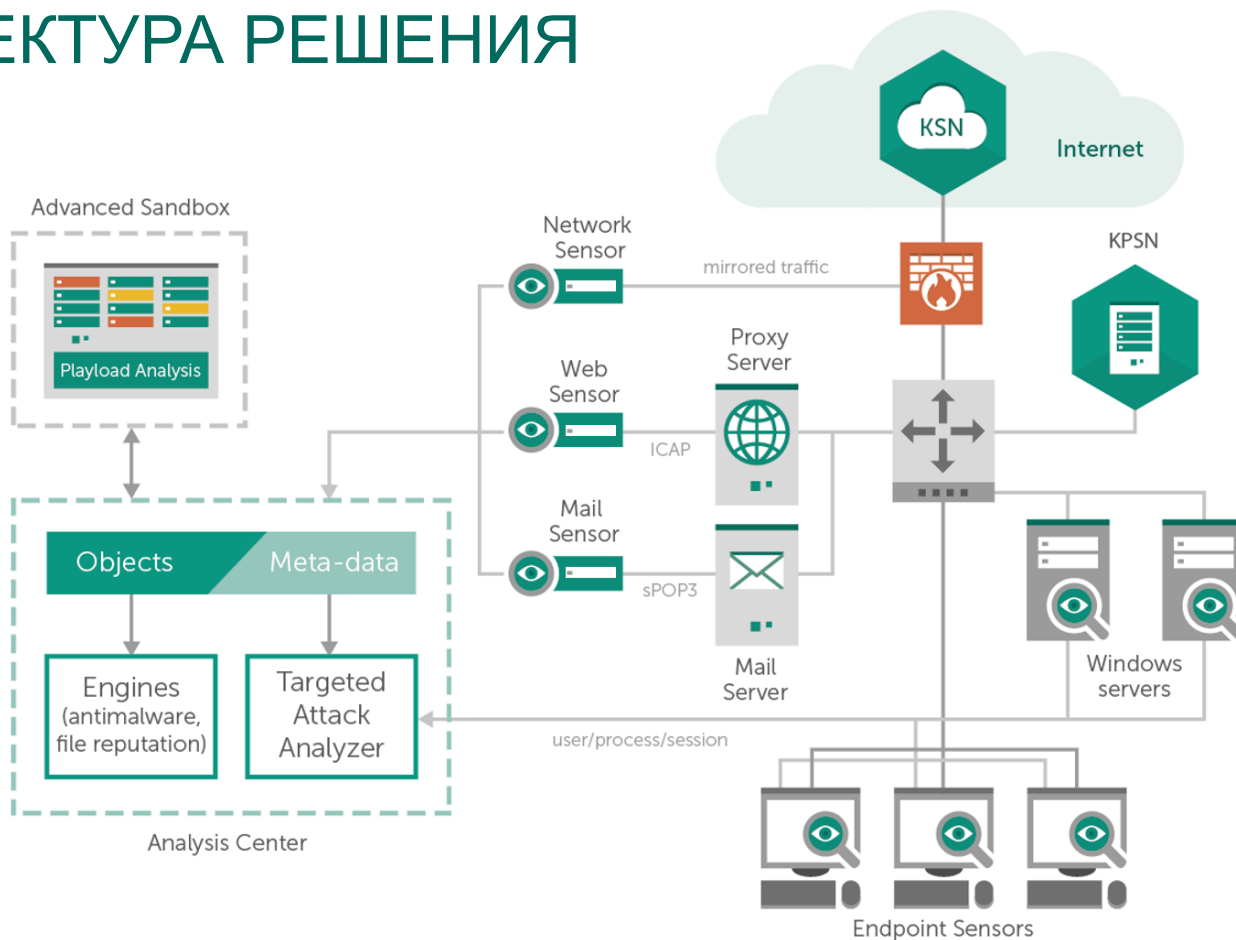 ЕКТУРА РЕШЕНИЯ
KSN
Internet
Advanced Sandbox
Playload Analysis
Network
Sensor
mirrored traffic
KPSN
Web
Sensor
ICAP
Proxy
Server
Mail
Sensor
sPOP3
Mail
Server
Objects
Meta-data
Engines
(antimalware,
file reputation)
Targeted
Attack
Analyzer
Analysis Center
user/process/session
Windows
servers
Endpoint Sensors